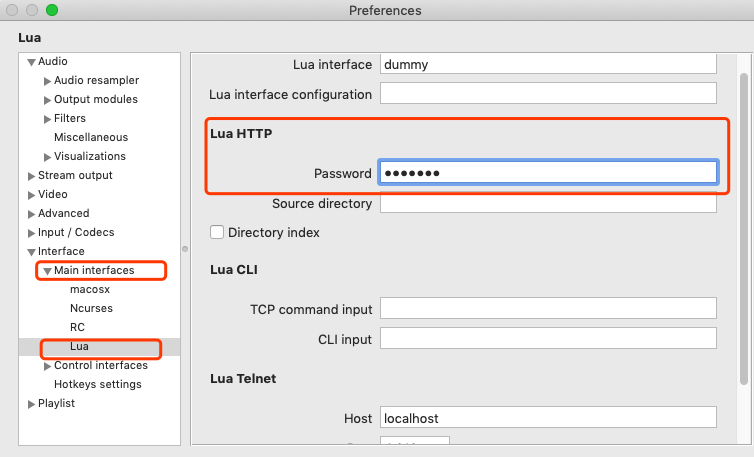 Preferences
Lua
Audio
Audio resampler
Output modules
Filters
Miscellaneous
Visualizations
Stream output
Video
Advanced
Input / Codecs
Interface
Main interfaces
macosx
Ncurses
RC
Lua
Control interfaces
Hotkeys settings
Playlist
Lua interface dummy
Lua interface configuration
Lua HTTP
Password •••••••
Source directory
Directory index
Lua CLI
TCP command input
CLI input
Lua Telnet
Host localhost